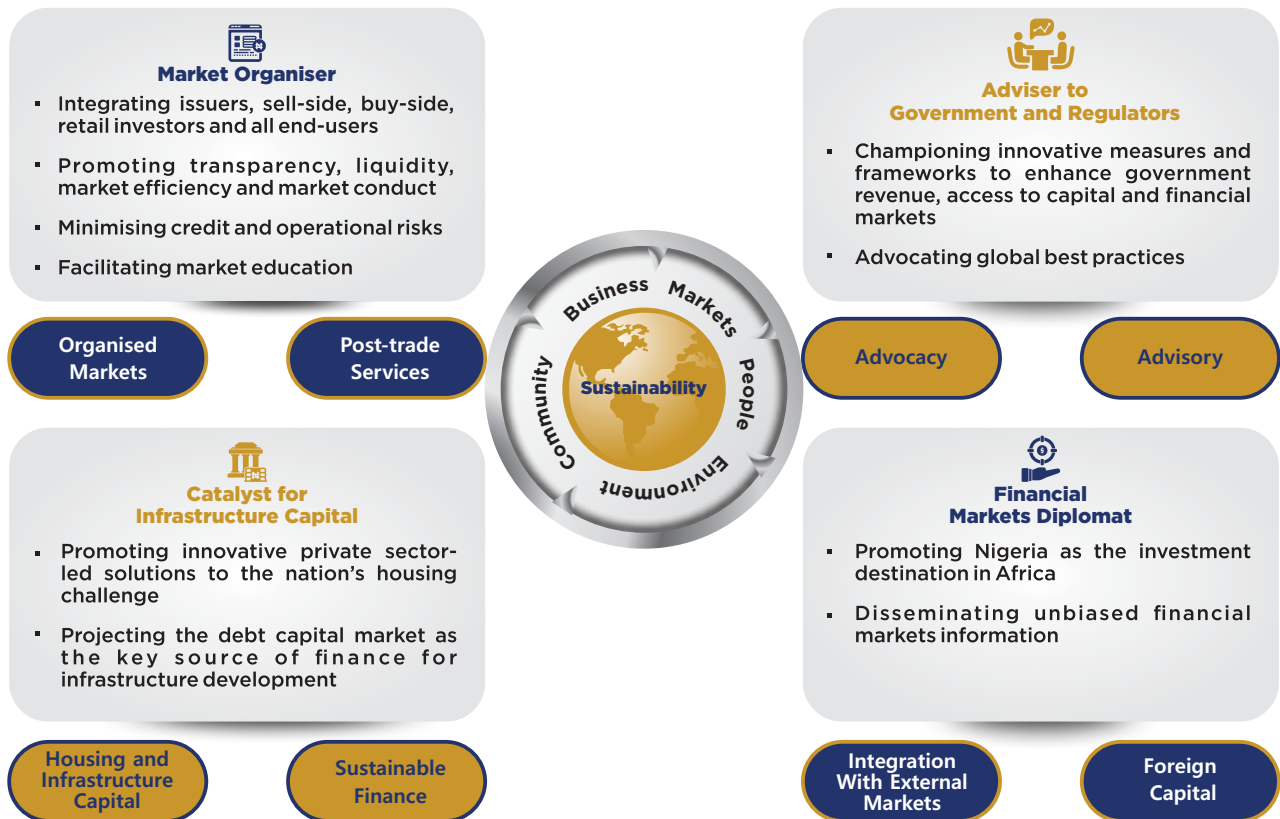 Market Organiser
▪ Integrating issuers, sell-side, buy-side,
retail investors and all end-users
▪ Promoting transparency, liquidity,
market efficiency and market conduct
▪ Minimising credit and operational risks
▪ Facilitating market education
Organised
Markets
Post-trade
Services
Adviser to
Government and Regulators
▪ Championing innovative measures and
frameworks to enhance government
revenue, access to capital and financial
markets
▪ Advocating global best practices
Advocacy
Advisory
Business
Markets
People
Environment
Community
Sustainability
Catalyst for
Infrastructure Capital
▪ Promoting innovative private sector-
led solutions to the nation's housing
challenge
▪ Projecting the debt capital market as
the key source of finance for
infrastructure development
Housing and
Infrastructure
Capital
Sustainable
Finance
Financial
Markets Diplomat
▪ Promoting Nigeria as the investment
destination in Africa
▪ Disseminating unbiased financial
markets information
Integration
With External
Markets
Foreign
Capital